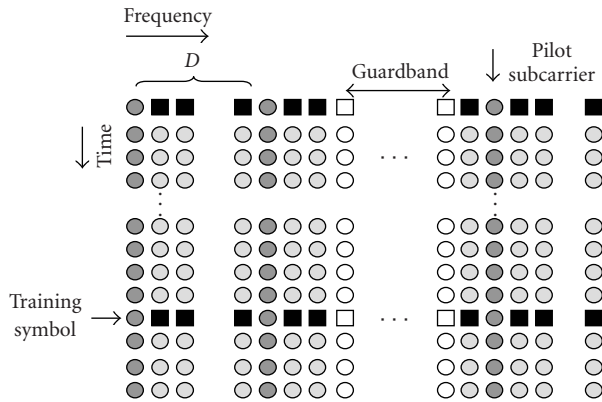 Frequency
D
Guardband
Pilot
subcarrier
Time
. . .
Training
symbol
. . .